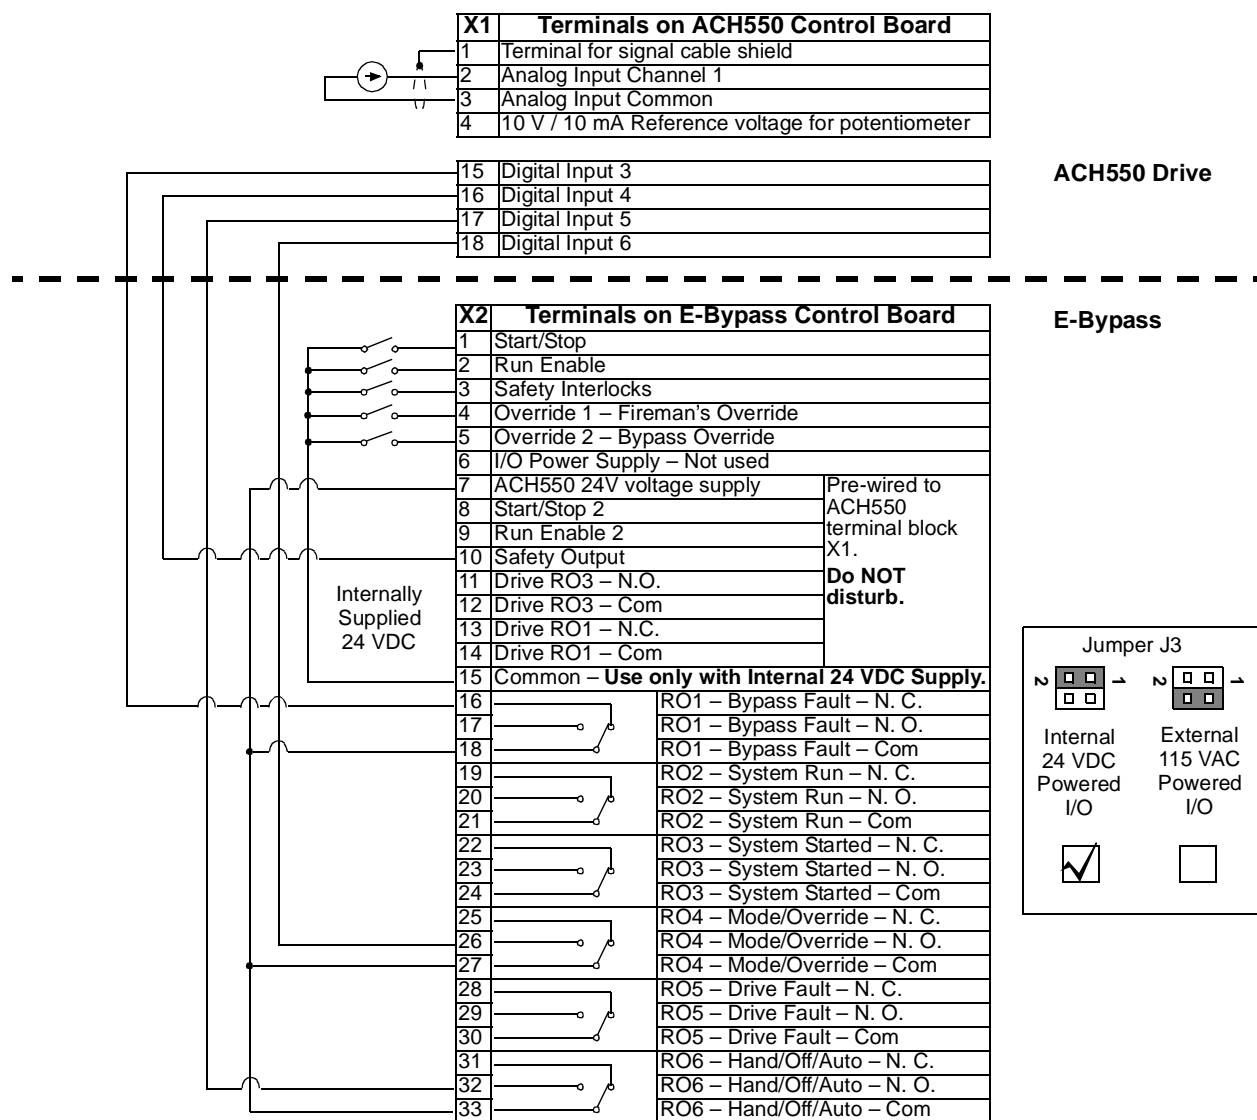 X1 Terminals on ACH550 Control Board
1 Terminal for signal cable shield
2 Analog Input Channel 1
3 Analog Input Common
4 10 V / 10 mA Reference voltage for potentiometer
15 Digital Input 3
16 Digital Input 4
17 Digital Input 5
18 Digital Input 6
ACH550 Drive
X2 Terminals on E-Bypass Control Board
E-Bypass
1 Start/Stop
2 Run Enable
3 Safety Interlocks
4 Override 1 – Fireman's Override
5 Override 2 – Bypass Override
6 I/O Power Supply – Not used
7 ACH550 24V voltage supply
8 Start/Stop 2
9 Run Enable 2
10 Safety Output
11 Drive RO3 – N.O.
12 Drive RO3 – Com
13 Drive RO1 – N.C.
14 Drive RO1 – Com
Pre-wired to
ACH550
terminal block
X1.
Do NOT
disturb.
Internally
Supplied
24 VDC
15 Common – Use only with Internal 24 VDC Supply.
16 RO1 – Bypass Fault – N. C.
17 RO1 – Bypass Fault – N. O.
18 RO1 – Bypass Fault – Com
19 RO2 – System Run – N. C.
20 RO2 – System Run – N. O.
21 RO2 – System Run – Com
22 RO3 – System Started – N. C.
23 RO3 – System Started – N. O.
24 RO3 – System Started – Com
25 RO4 – Mode/Override – N. C.
26 RO4 – Mode/Override – N. O.
27 RO4 – Mode/Override – Com
28 RO5 – Drive Fault – N. C.
29 RO5 – Drive Fault – N. O.
30 RO5 – Drive Fault – Com
31 RO6 – Hand/Off/Auto – N. C.
32 RO6 – Hand/Off/Auto – N. O.
33 RO6 – Hand/Off/Auto – Com
Jumper J3
2 1
2 1
Internal
24 VDC
Powered
I/O
External
115 VAC
Powered
I/O